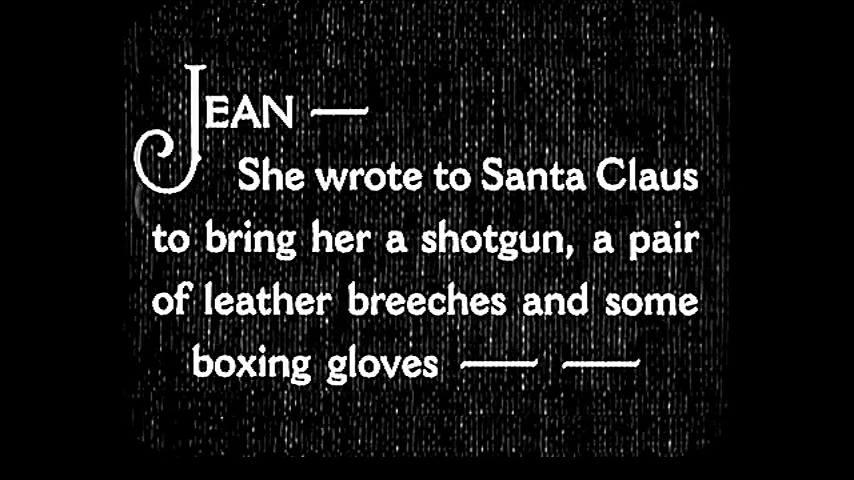 JEAN —
She wrote to Santa Claus
to bring her a shotgun, a pair
of leather breeches and some
boxing gloves — —